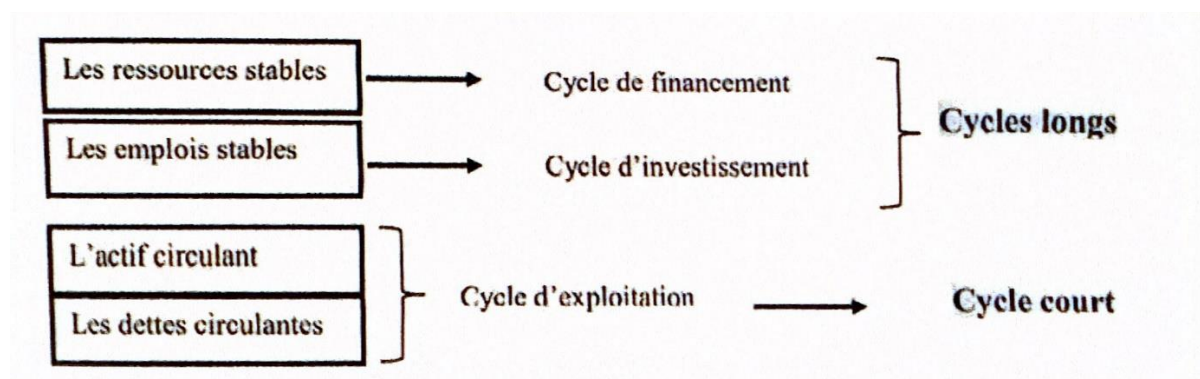 Les ressources stables
Cycle de financement
Les emplois stables
Cycle d'investissement
Cycles longs
L'actif circulant
Les dettes circulantes
Cycle d'exploitation
Cycle court